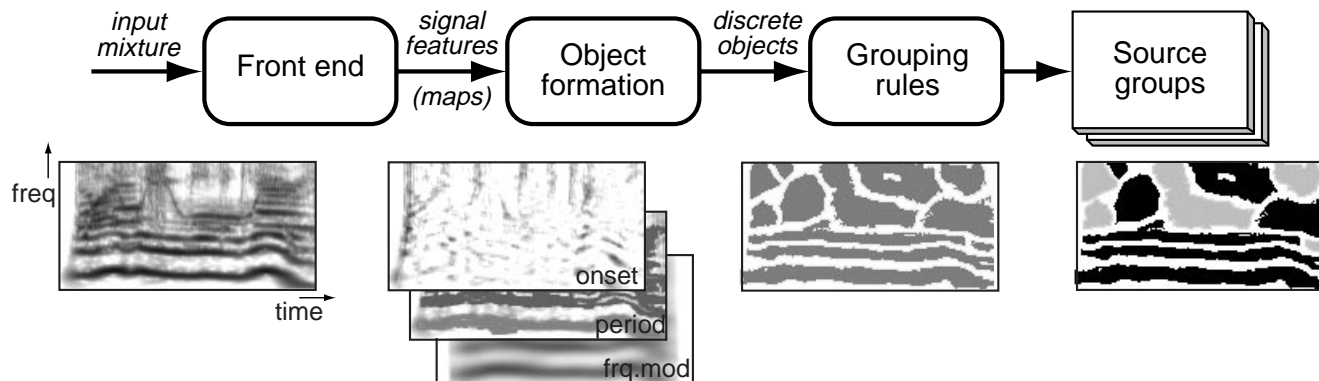 input
mixture
Front end
signal
features
(maps)
Object
formation
discrete
objects
Grouping
rules
Source
groups
freq
time
onset
period
frq.mod